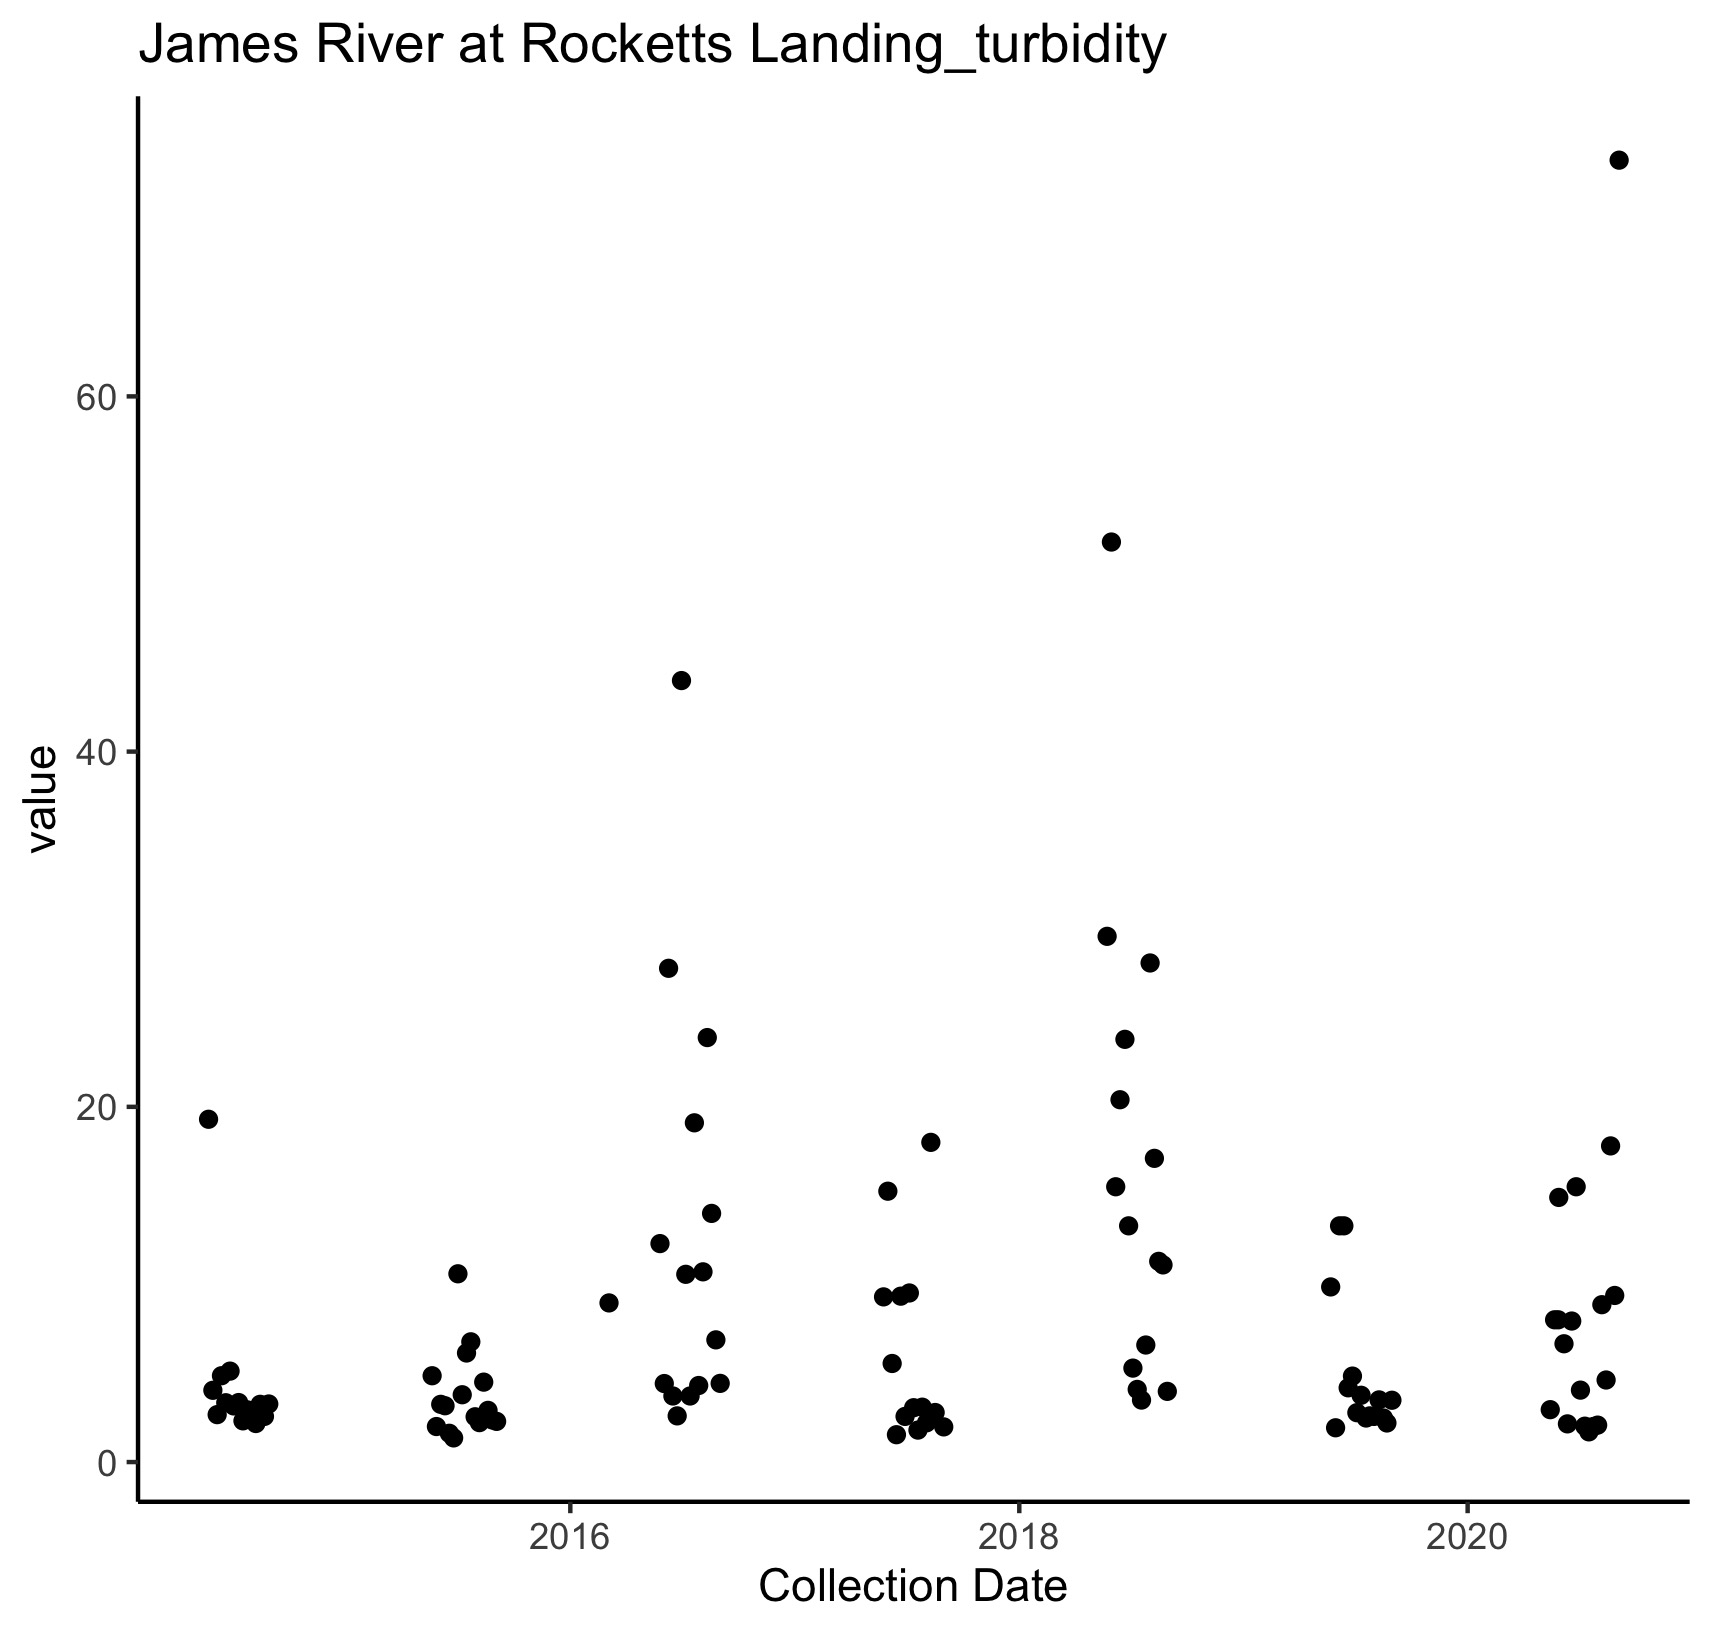 James River at Rocketts Landing_turbidity
value
60
40
20
0
2016 2018 2020
Collection Date